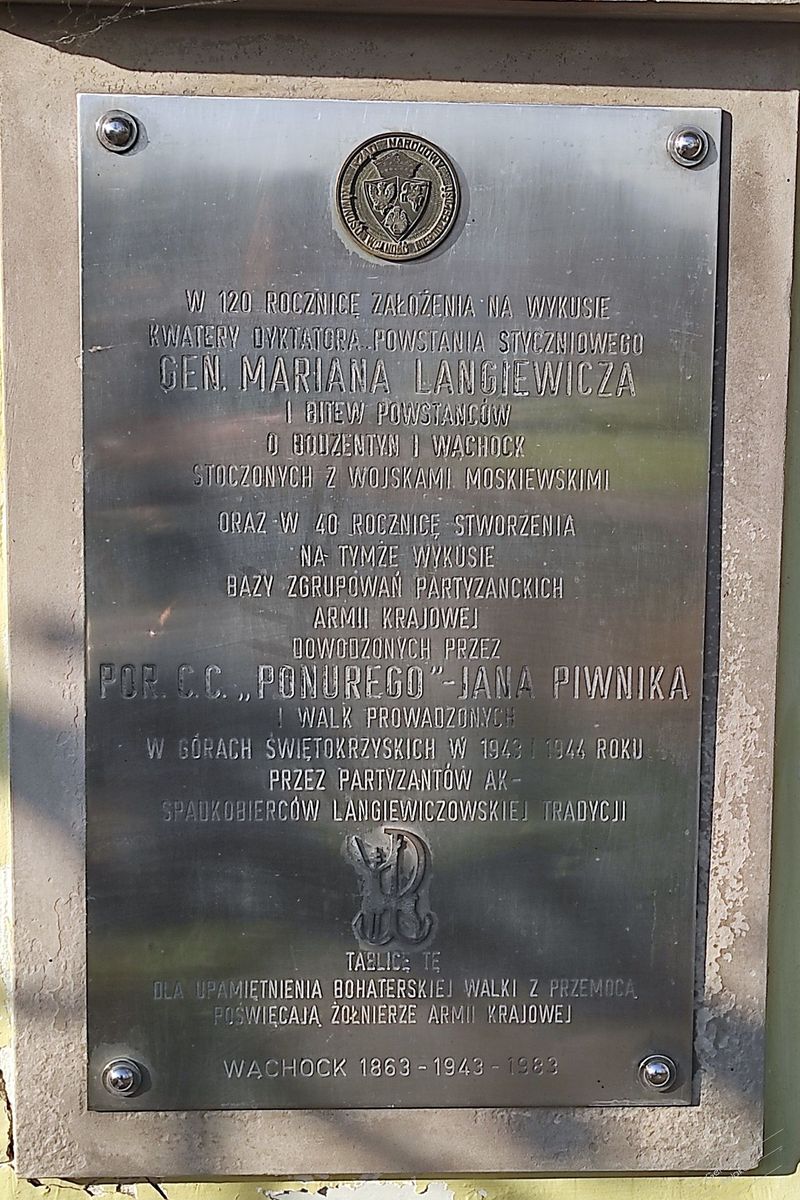 RZĄD NARODOWY
W 120 ROCZNICĘ ZAŁOŻENIA NA WYKUSIE
KWATERY DYKTATORA POWSTANIA STYCZNIOWEGO
GEN. MARIANA LANGIEWICZA
I BITEW POWSTAŃCÓW
O BODZENTYN I WĄCHOCK
STOCZONYCH Z WOJSKAMI MOSKIEWSKIMI
ORAZ W 40 ROCZNICĘ STWORZENIA
NA TYMŻE WYKUSIE
BAZY ZGRUPOWAŃ PARTYZANCKICH
ARMII KRAJOWEJ
DOWODZONYCH PRZEZ
POR. C.C. „PONUREGO”-JANA PIWNIKA
I WALK PROWADZONYCH
W GÓRACH ŚWIĘTOKRZYSKICH W 1943 I 1944 ROKU
PRZEZ PARTYZANTÓW AK-
SPADKOBIERCÓW LANGIEWICZOWSKIEJ TRADYCJI
TABLICĘ TĘ
DLA UPAMIĘTNIENIA BOHATERSKIEJ WALKI Z PRZEMOCĄ
POŚWIĘCAJĄ ŻOŁNIERZE ARMII KRAJOWEJ
WĄCHOCK 1863-1943-1983